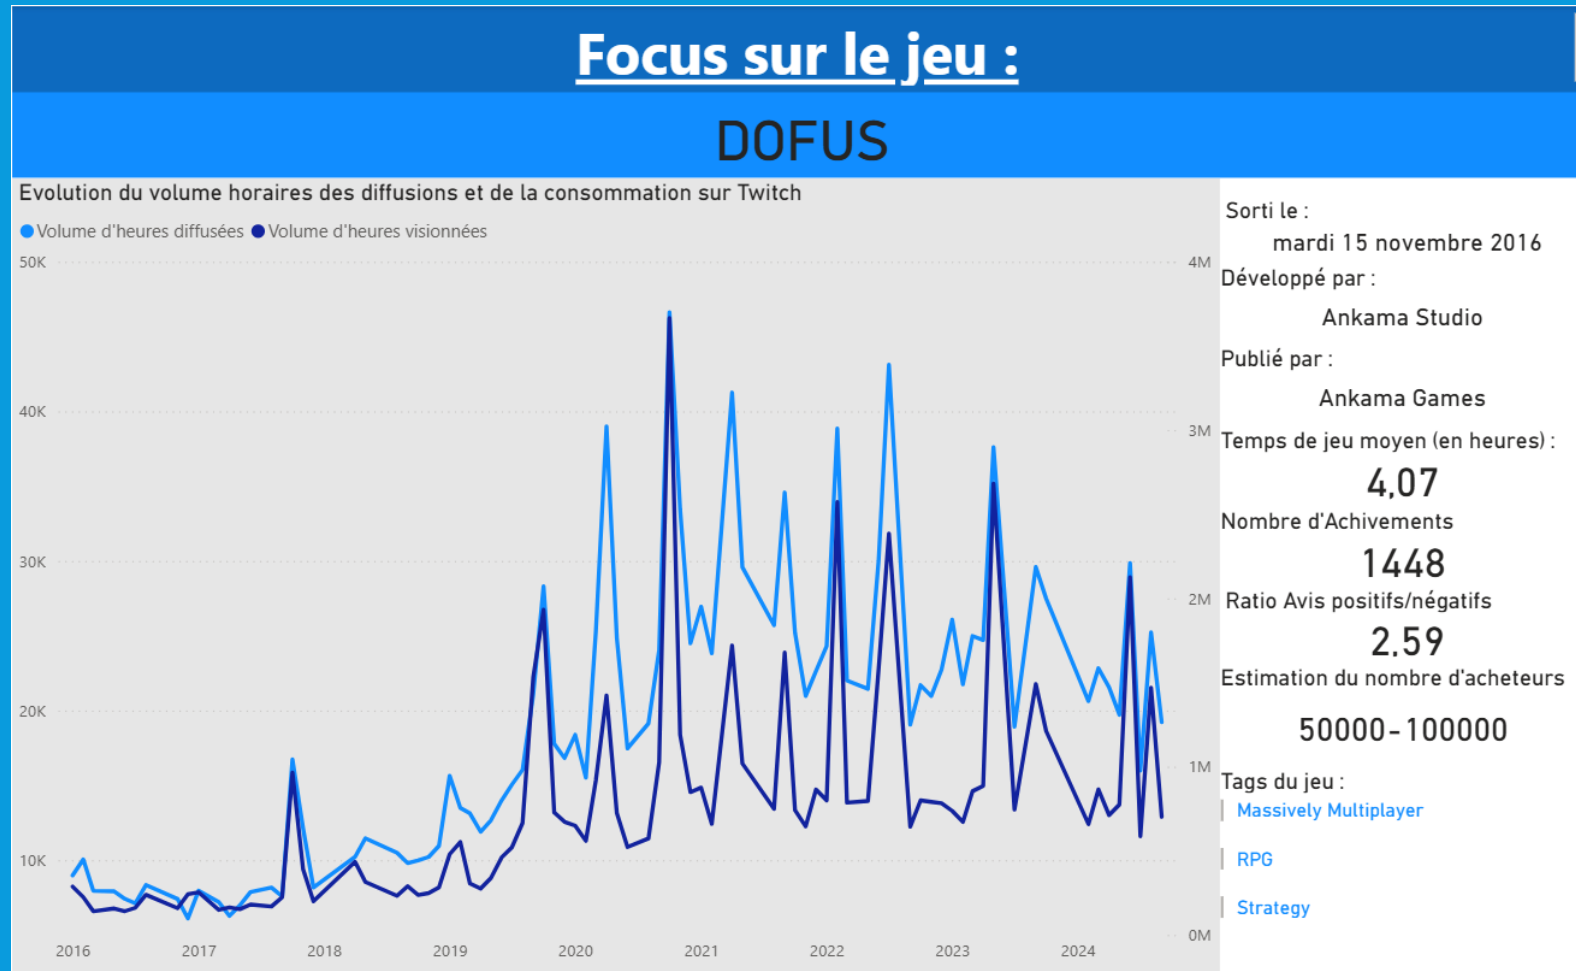 Focus sur le jeu :
DOFUS
Evolution du volume horaires des diffusions et de la consommation sur Twitch
Volume d'heures diffusées Volume d'heures visionnées
50K
40K
30K
20K
10K
4M
3M
2M
1M
0M
2016 2017 2018 2019 2020 2021 2022 2023 2024
Sorti le :
mardi 15 novembre 2016
Développé par :
Ankama Studio
Publié par :
Ankama Games
Temps de jeu moyen (en heures) :
4,07
Nombre d'Achivements
1448
Ratio Avis positifs/négatifs
2,59
Estimation du nombre d'acheteurs
50000-100000
Tags du jeu :
Massively Multiplayer
RPG
Strategy